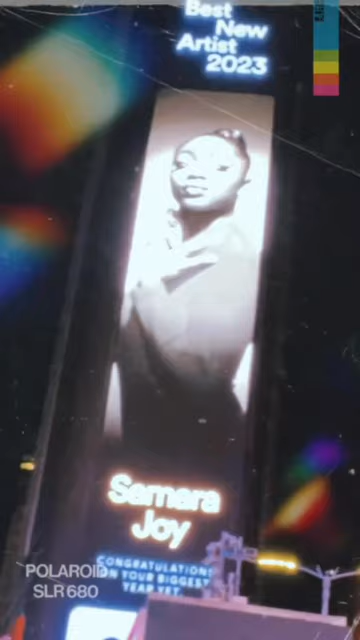 Best
New
Artist
2023
Samara
Joy
CONGRATULATIONS
ON YOUR BIGGEST
YEAR YET
POLAROID
SLR 680